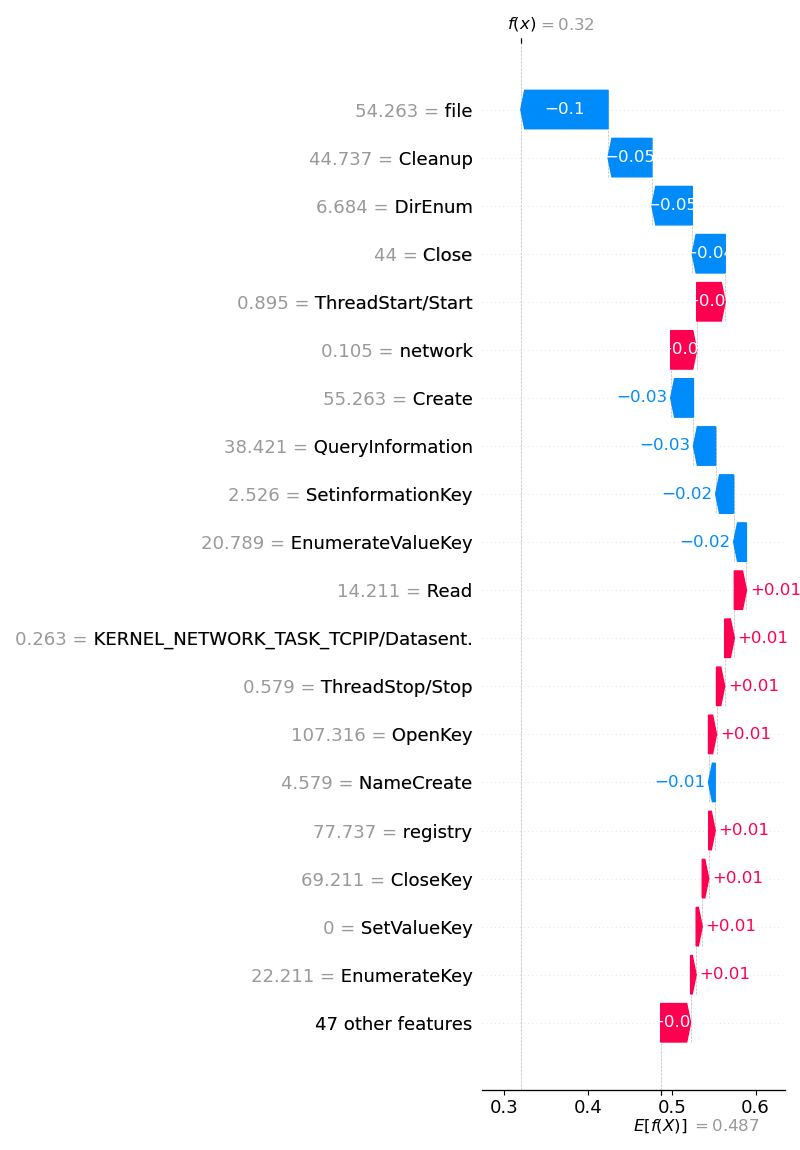 f(x) = 0.32
54.263 = file −0.1
44.737 = Cleanup −0.05
6.684 = DirEnum −0.05
44 = Close
0.895 = ThreadStart/Start
0.105 = network
55.263 = Create −0.03
38.421 = QueryInformation −0.03
2.526 = SetinformationKey −0.02
20.789 = EnumerateValueKey −0.02
14.211 = Read +0.01
0.263 = KERNEL_NETWORK_TASK_TCPIP/Datasent. +0.01
0.579 = ThreadStop/Stop +0.01
107.316 = OpenKey +0.01
4.579 = NameCreate −0.01
77.737 = registry +0.01
69.211 = CloseKey +0.01
0 = SetValueKey +0.01
22.211 = EnumerateKey +0.01
47 other features
0.3 0.4 0.5 0.6
E[f(X)] = 0.487